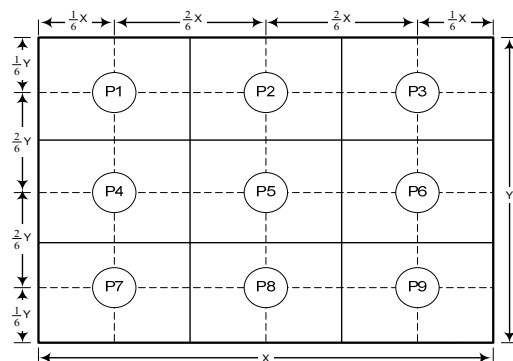 1/6 X 2/6 X 2/6 X 1/6 X
1/6 Y
P1 P2 P3
2/6 Y
P4 P5 P6
Y
2/6 Y
P7 P8 P9
1/6 Y
X